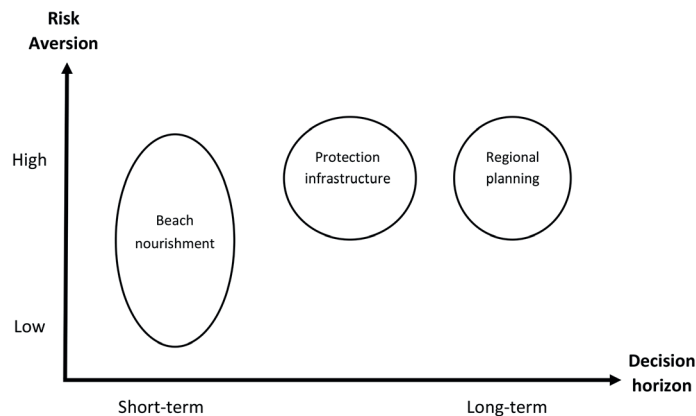 Risk
Aversion
High
Protection
infrastructure
Regional
planning
Beach
nourishment
Low
Decision
horizon
Short-term
Long-term